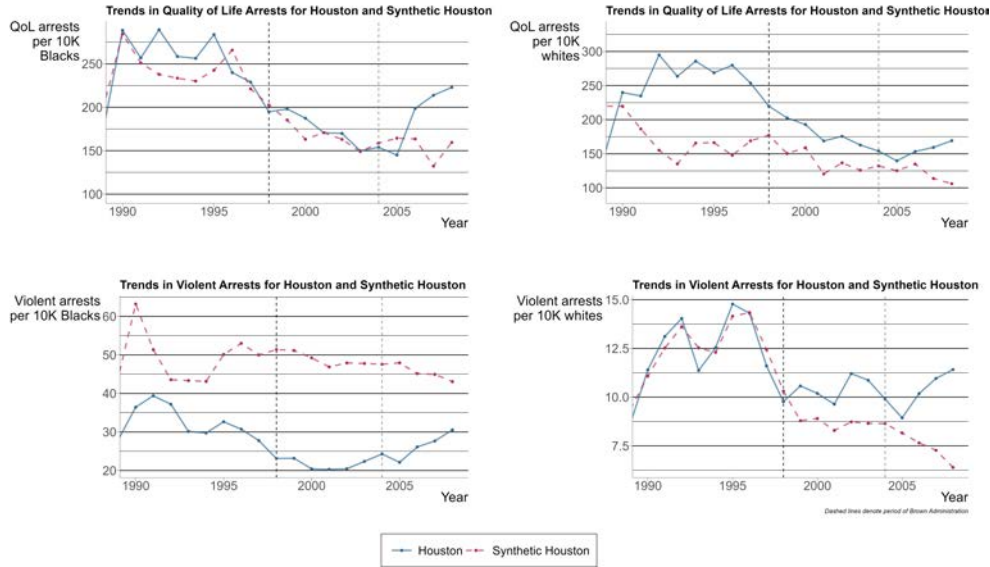 Trends in Quality of Life Arrests for Houston and Synthetic Houston
QoL arrests
per 10K
Blacks
250
200
150
100
1990
1995
2000
2005
Year
Trends in Quality of Life Arrests for Houston and Synthetic Houston
QoL arrests
per 10K
whites
300
250
200
150
100
1990
1995
2000
2005
Year
Trends in Violent Arrests for Houston and Synthetic Houston
Violent arrests
per 10K Blacks
60
50
40
30
20
1990
1995
2000
2005
Year
Trends in Violent Arrests for Houston and Synthetic Houston
Violent arrests
per 10K whites
15.0
12.5
10.0
7.5
1990
1995
2000
2005
Year
Dashed lines denote period of Brown Administration
Houston
Synthetic Houston